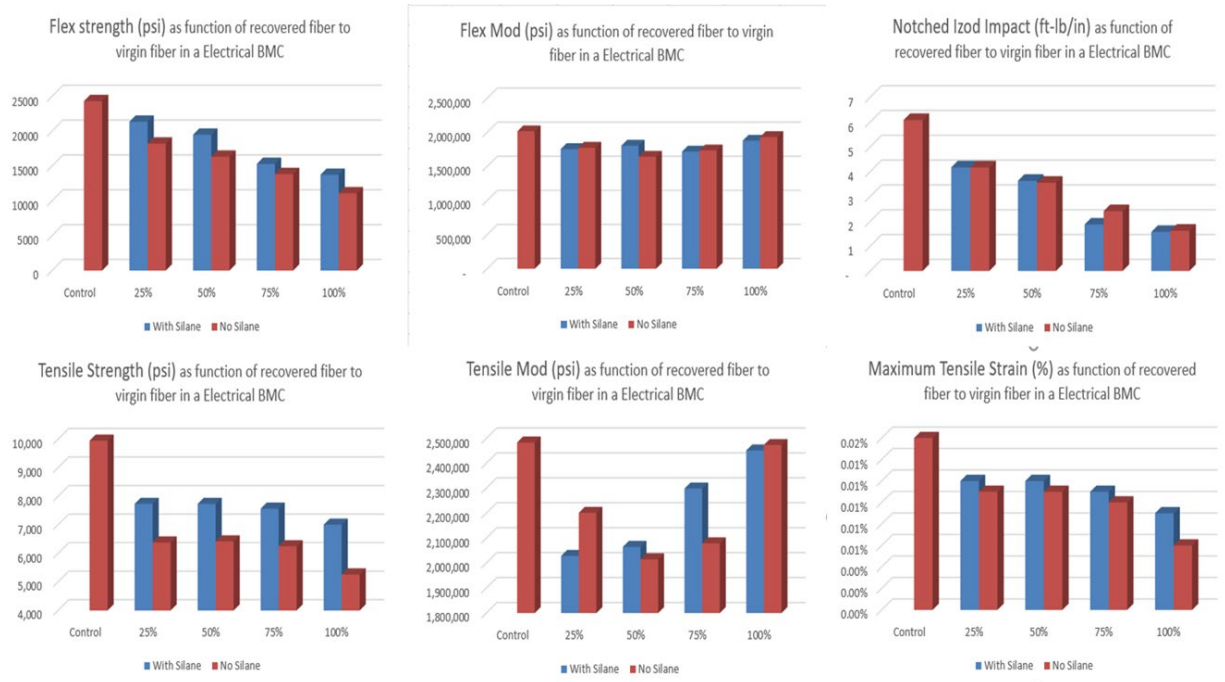 Flex strength (psi) as function of recovered fiber to
virgin fiber in a Electrical BMC
25000
20000
15000
10000
5000
0
Control 25% 50% 75% 100%
With Silane No Silane
Flex Mod (psi) as function of recovered fiber to virgin
fiber in a Electrical BMC
2,500,000
2,000,000
1,500,000
1,000,000
500,000
-
Control 25% 50% 75% 100%
With Silane No Silane
Notched Izod Impact (ft-lb/in) as function of
recovered fiber to virgin fiber in a Electrical BMC
7
6
5
4
3
2
1
-
Control 25% 50% 75% 100%
With Silane No Silane
Tensile Strength (psi) as function of recovered fiber to
virgin fiber in a Electrical BMC
10,000
9,000
8,000
7,000
6,000
5,000
4,000
Control 25% 50% 75% 100%
With Silane No Silane
Tensile Mod (psi) as function of recovered fiber to
virgin fiber in a Electrical BMC
2,500,000
2,400,000
2,300,000
2,200,000
2,100,000
2,000,000
1,900,000
1,800,000
Control 25% 50% 75% 100%
With Silane No Silane
Maximum Tensile Strain (%) as function of recovered
fiber to virgin fiber in a Electrical BMC
0.02%
0.01%
0.01%
0.01%
0.01%
0.01%
0.00%
0.00%
0.00%
Control 25% 50% 75% 100%
With Silane No Silane